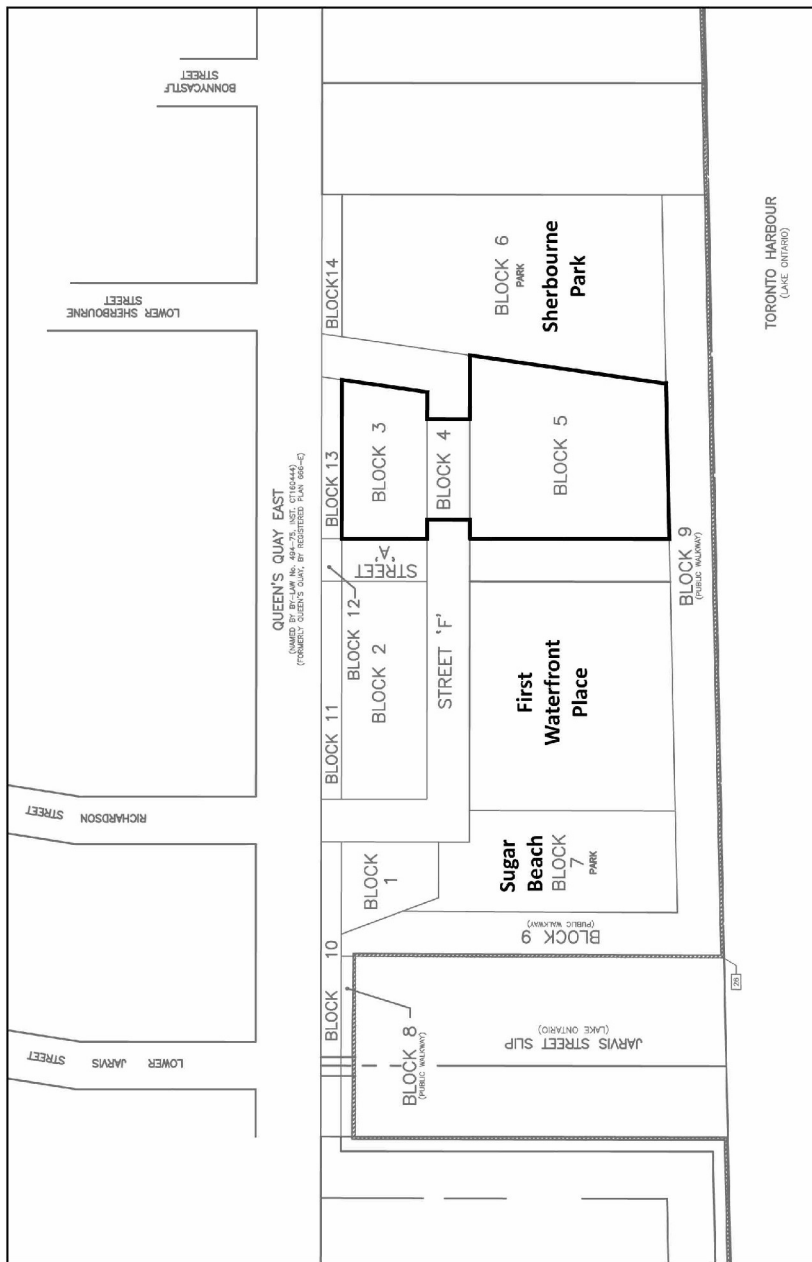 BONNYCASTLE
STREET
LOWER SHERBOURNE
STREET
RICHARDSON STREET
LOWER JARVIS STREET
QUEEN'S QUAY EAST
(NAMED BY BY-LAW No. 494-75, INST. CT160444)
(FORMERLY QUEEN'S QUAY, BY REGISTERED PLAN 666-E)
BLOCK14
BLOCK 13
BLOCK 12
BLOCK 11
BLOCK 10
BLOCK 6
PARK
Sherbourne
Park
BLOCK 3
BLOCK 4
BLOCK 5
STREET
'A'
BLOCK 2
STREET 'F'
First
Waterfront
Place
BLOCK
1
Sugar
Beach
BLOCK
7
PARK
BLOCK 9
(PUBLIC WALKWAY)
BLOCK 9
(PUBLIC WALKWAY)
BLOCK 8
(PUBLIC WALKWAY)
JARVIS STREET SLIP
(LAKE ONTARIO)
26
TORONTO HARBOUR
(LAKE ONTARIO)